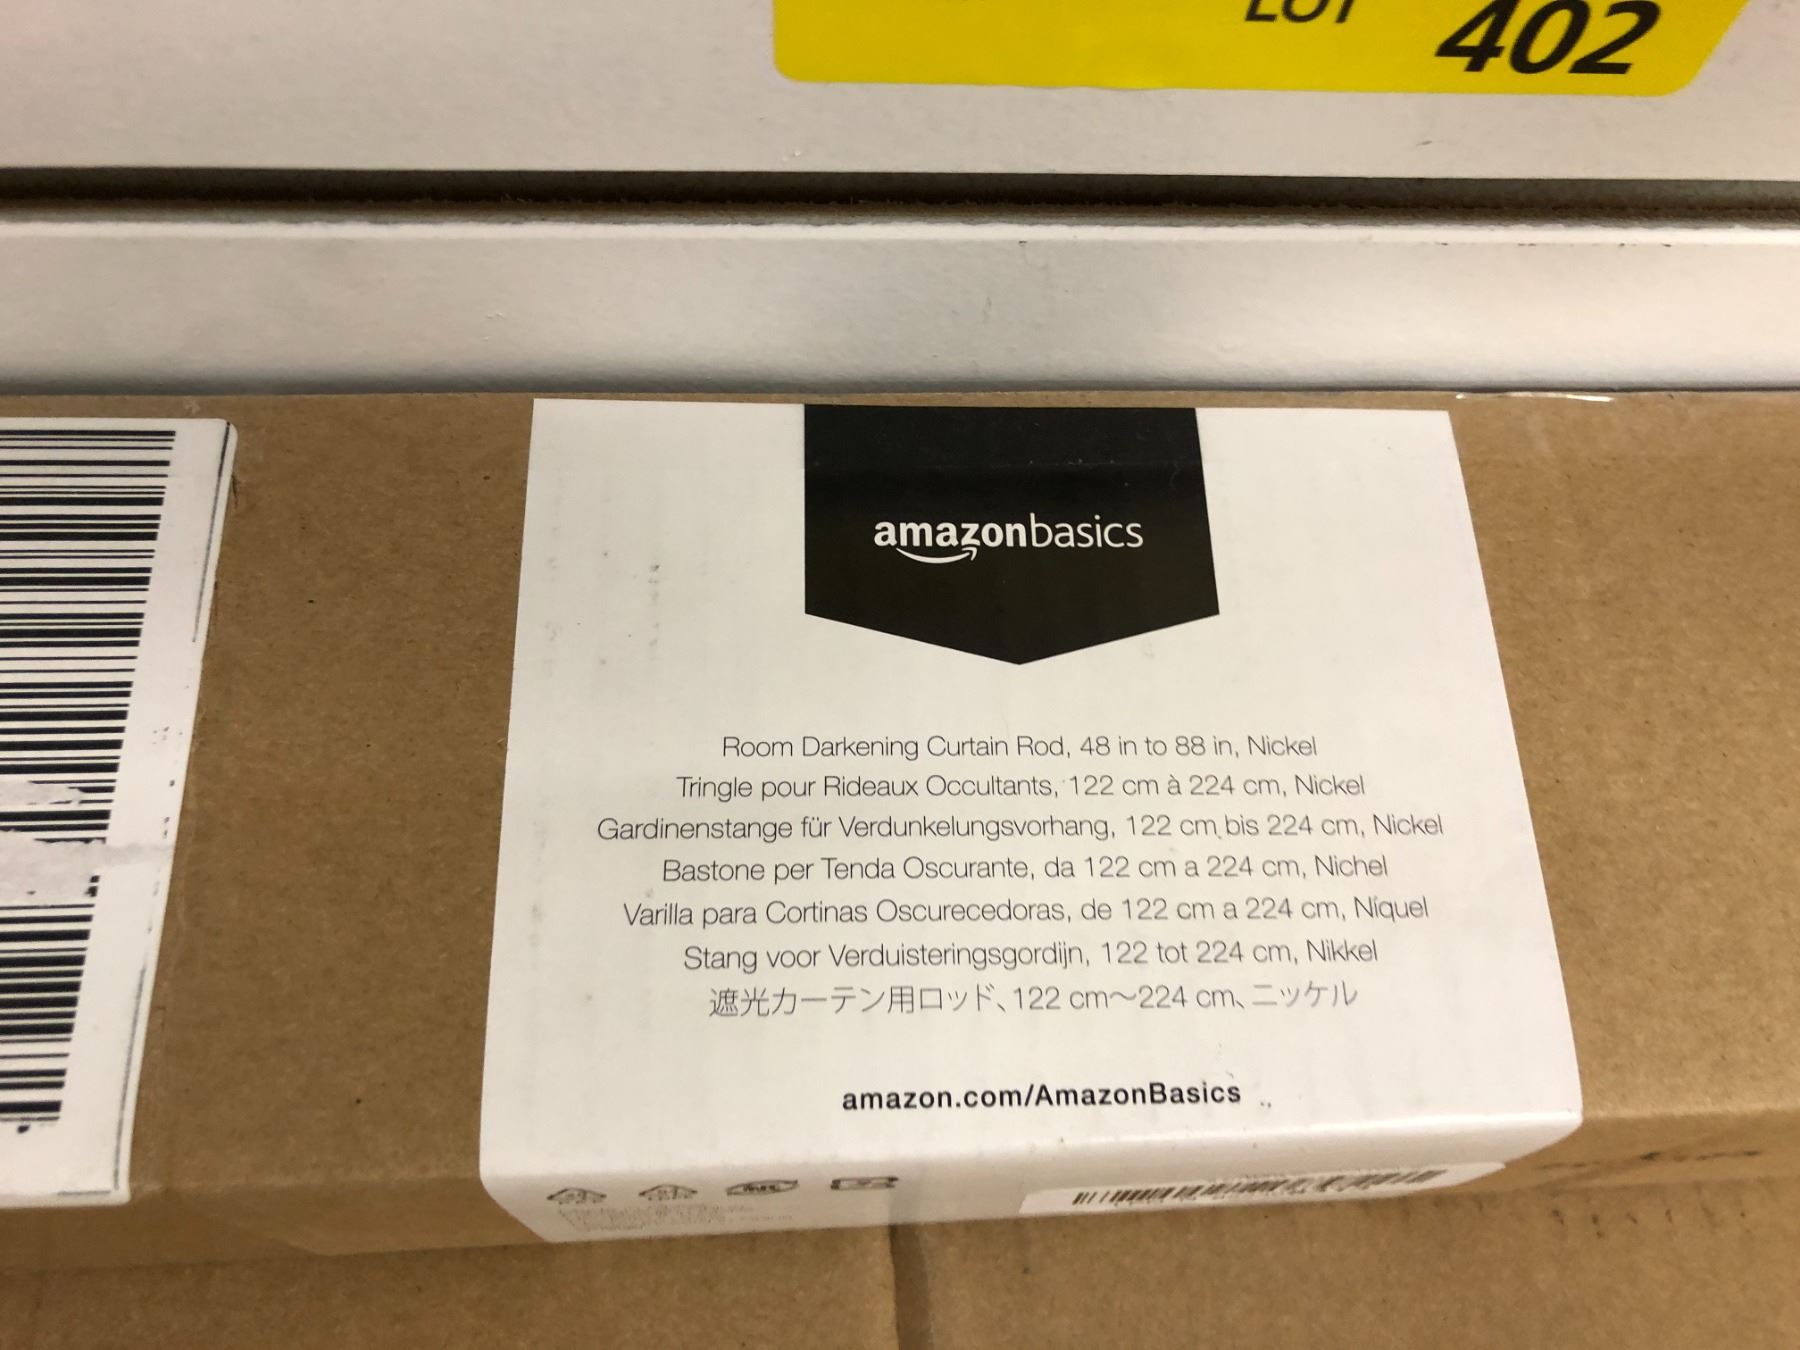 LOT 402
amazonbasics
Room Darkening Curtain Rod, 48 in to 88 in, Nickel
Tringle pour Rideaux Occultants, 122 cm à 224 cm, Nickel
Gardinenstange für Verdunkelungsvorhang, 122 cm bis 224 cm, Nickel
Bastone per Tenda Oscurante, da 122 cm a 224 cm, Nichel
Varilla para Cortinas Oscurecedoras, de 122 cm a 224 cm, Níquel
Stang voor Verduisteringsgordijn, 122 tot 224 cm, Nikkel
遮光カーテン用ロッド、122 cm～224 cm、ニッケル
amazon.com/AmazonBasics